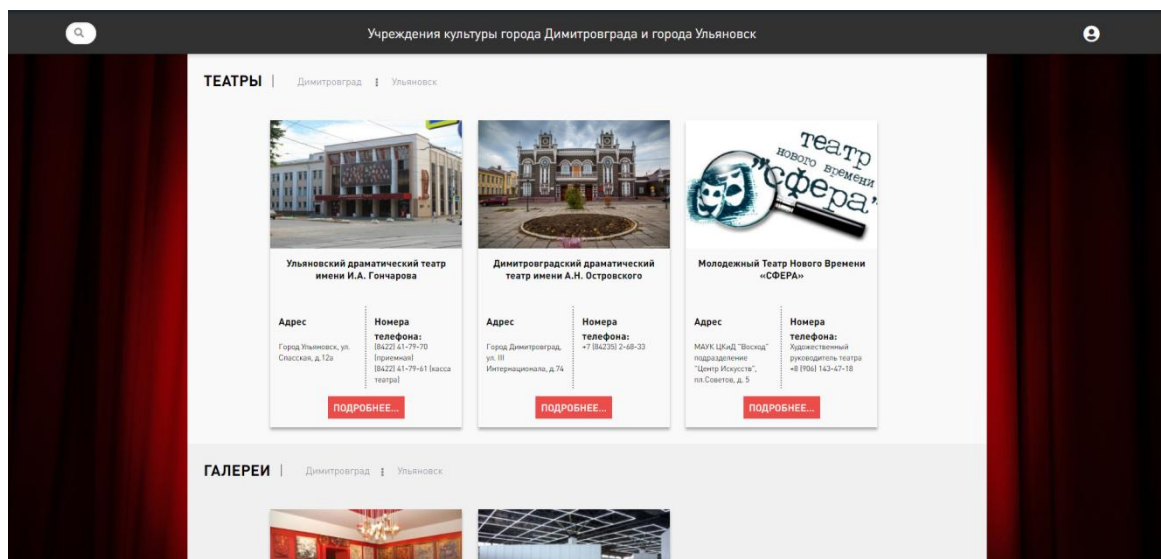 Учреждения культуры города Димитровграда и города Ульяновск
ТЕАТРЫ | Димитровград ⋮ Ульяновск
театр
нового времени
"сфера"
Ульяновский драматический театр
имени И.А. Гончарова
Адрес
Город Ульяновск, ул.
Спасская, д.12а
Номера
телефона:
(8422) 41-79-70
(приемная)
(8422) 41-79-61 (касса
театра)
ПОДРОБНЕЕ...
Димитровградский драматический
театр имени А.Н. Островского
Адрес
Город Димитровград,
ул. III
Интернационала, д.74
Номера
телефона:
+7 (84235) 2-68-33
ПОДРОБНЕЕ...
Молодежный Театр Нового Времени
«СФЕРА»
Адрес
МАУК ЦКиД "Восход"
подразделение
"Центр Искусств",
пл.Советов, д. 5
Номера
телефона:
Художественный
руководитель театра
+8 (906) 143-47-18
ПОДРОБНЕЕ...
ГАЛЕРЕИ | Димитровград ⋮ Ульяновск